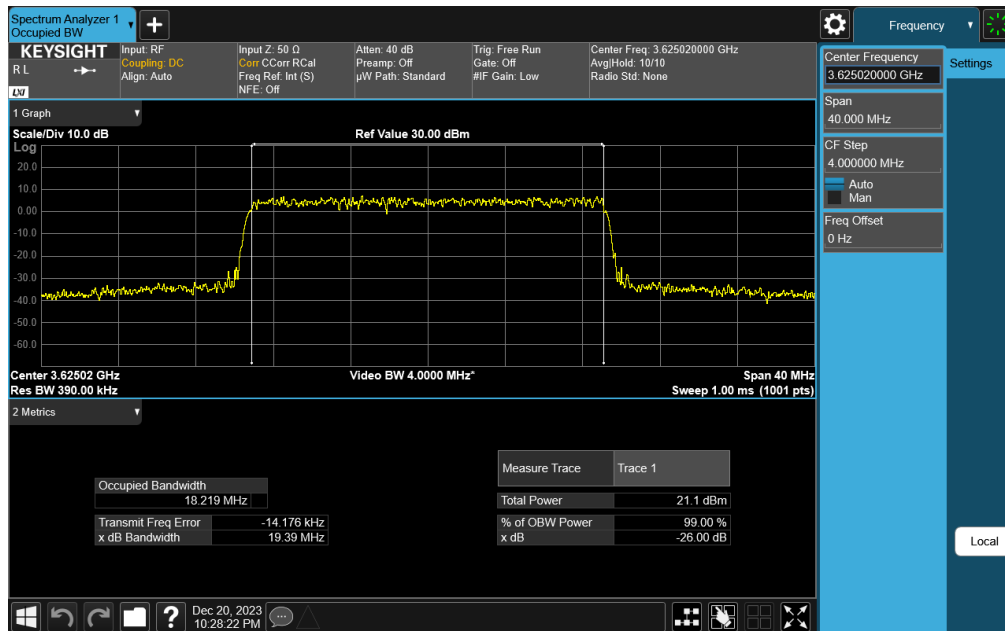 Spectrum Analyzer 1
Occupied BW
Frequency
KEYSIGHT
R L
LXI
Input: RF
Coupling: DC
Align: Auto
Input Z: 50 Ω
Corr CCorr RCal
Freq Ref: Int (S)
NFE: Off
Atten: 40 dB
Preamp: Off
µW Path: Standard
Trig: Free Run
Gate: Off
#IF Gain: Low
Center Freq: 3.625020000 GHz
Avg|Hold: 10/10
Radio Std: None
Center Frequency
3.625020000 GHz
Settings
Span
40.000 MHz
CF Step
4.000000 MHz
Auto
Man
Freq Offset
0 Hz
1 Graph
Scale/Div 10.0 dB
Ref Value 30.00 dBm
Log
20.0
10.0
0.00
-10.0
-20.0
-30.0
-40.0
-50.0
-60.0
Center 3.62502 GHz
Video BW 4.0000 MHz*
Span 40 MHz
Res BW 390.00 kHz
Sweep 1.00 ms (1001 pts)
2 Metrics
Measure Trace
Trace 1
Occupied Bandwidth
18.219 MHz
Total Power
21.1 dBm
Transmit Freq Error
-14.176 kHz
% of OBW Power
99.00 %
x dB Bandwidth
19.39 MHz
x dB
-26.00 dB
Local
?
Dec 20, 2023
10:28:22 PM